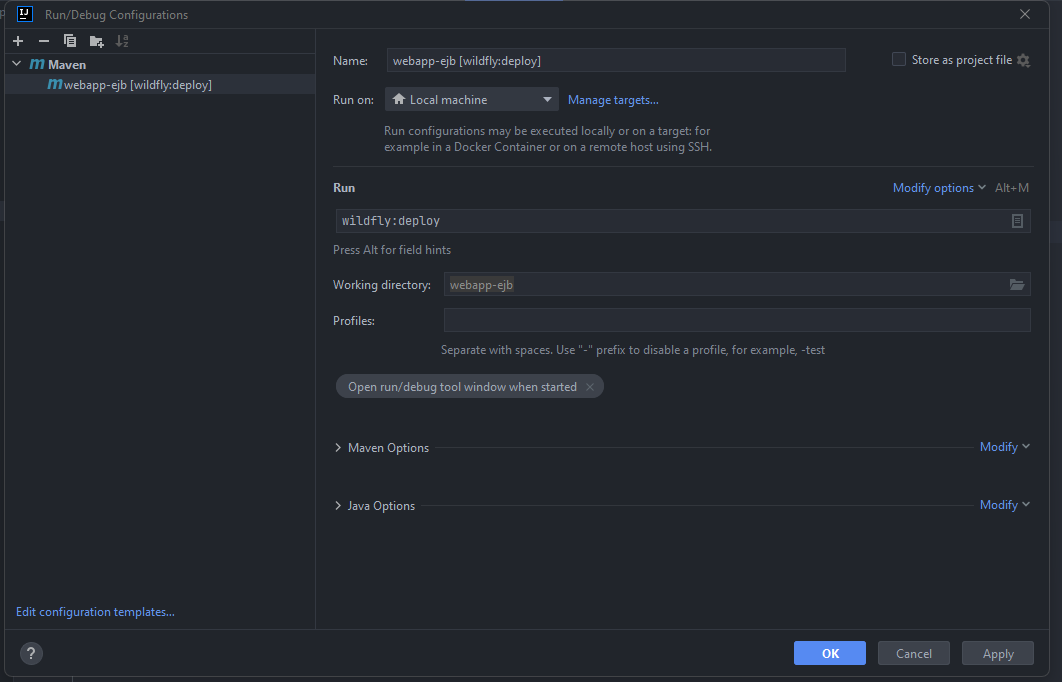 Run/Debug Configurations
Maven
webapp-ejb [wildfly:deploy]
Edit configuration templates...
Name: webapp-ejb [wildfly:deploy] Store as project file
Run on: Local machine Manage targets...
Run configurations may be executed locally or on a target: for
example in a Docker Container or on a remote host using SSH.
Run Modify options Alt+M
wildfly:deploy
Press Alt for field hints
Working directory: webapp-ejb
Profiles:
Separate with spaces. Use "-" prefix to disable a profile, for example, -test
Open run/debug tool window when started
Maven Options Modify
Java Options Modify
? OK Cancel Apply